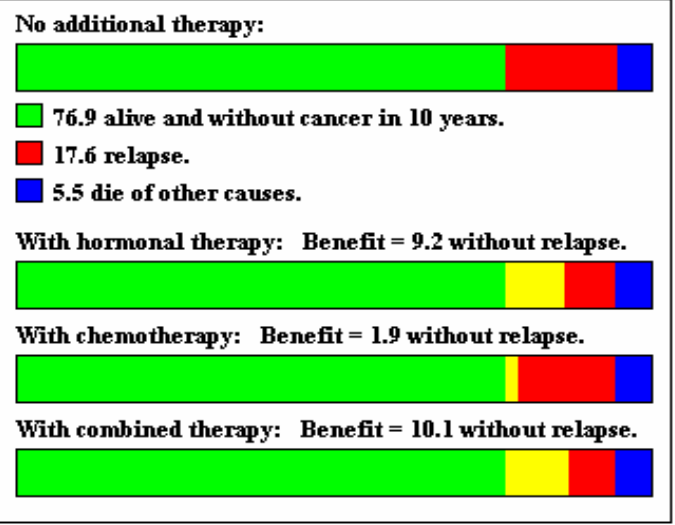 No additional therapy:
76.9 alive and without cancer in 10 years.
17.6 relapse.
5.5 die of other causes.
With hormonal therapy: Benefit = 9.2 without relapse.
With chemotherapy: Benefit = 1.9 without relapse.
With combined therapy: Benefit = 10.1 without relapse.